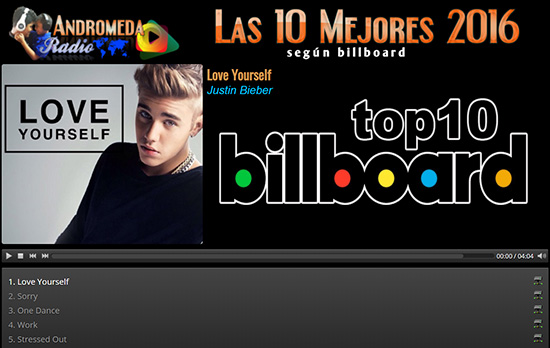 ANDROMEDA
Radio
LAS 10 MEJORES 2016
según billboard
Love Yourself
Justin Bieber
LOVE
YOURSELF
top10
billboard
00:00 / 04:04
1. Love Yourself
2. Sorry
3. One Dance
4. Work
5. Stressed Out